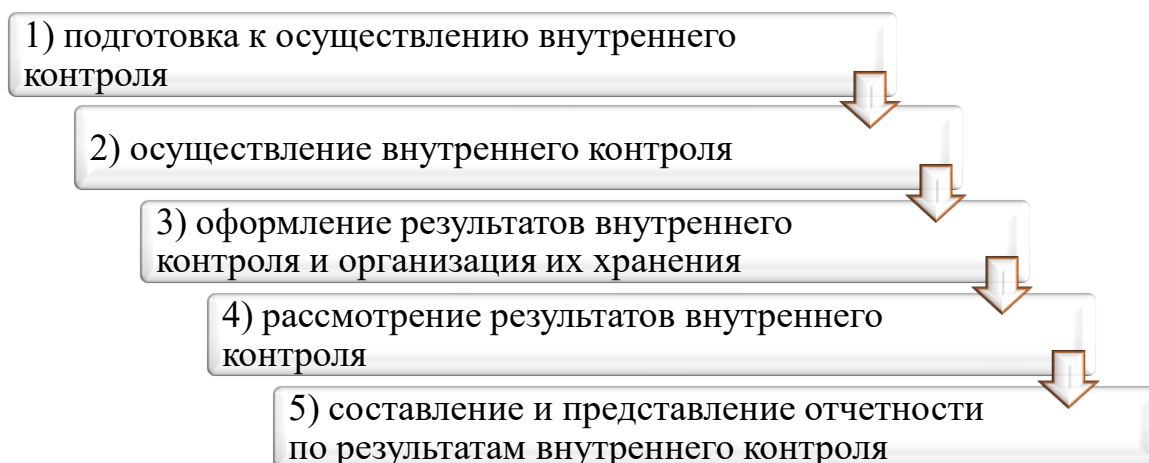 1) подготовка к осуществлению внутреннего
контроля
2) осуществление внутреннего контроля
3) оформление результатов внутреннего
контроля и организация их хранения
4) рассмотрение результатов внутреннего
контроля
5) составление и представление отчетности
по результатам внутреннего контроля